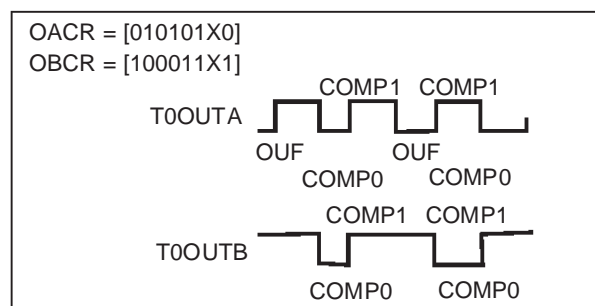 OACR = [010101X0]
OBCR = [100011X1]
COMP1 COMP1
T0OUTA
OUF OUF
COMP0 COMP0
COMP1 COMP1
T0OUTB
COMP0 COMP0